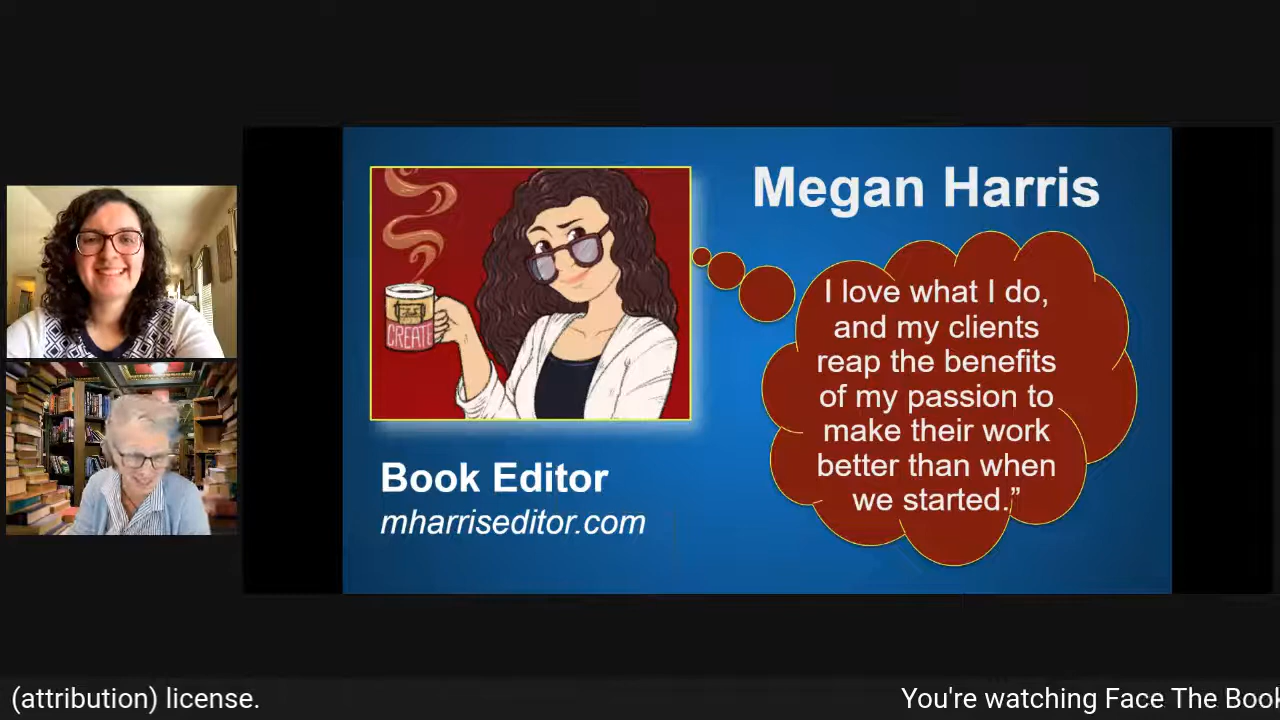 Megan Harris
CREATE
I love what I do,
and my clients
reap the benefits
of my passion to
make their work
better than when
we started.”
Book Editor
mharriseditor.com
(attribution) license.
You're watching Face The Book